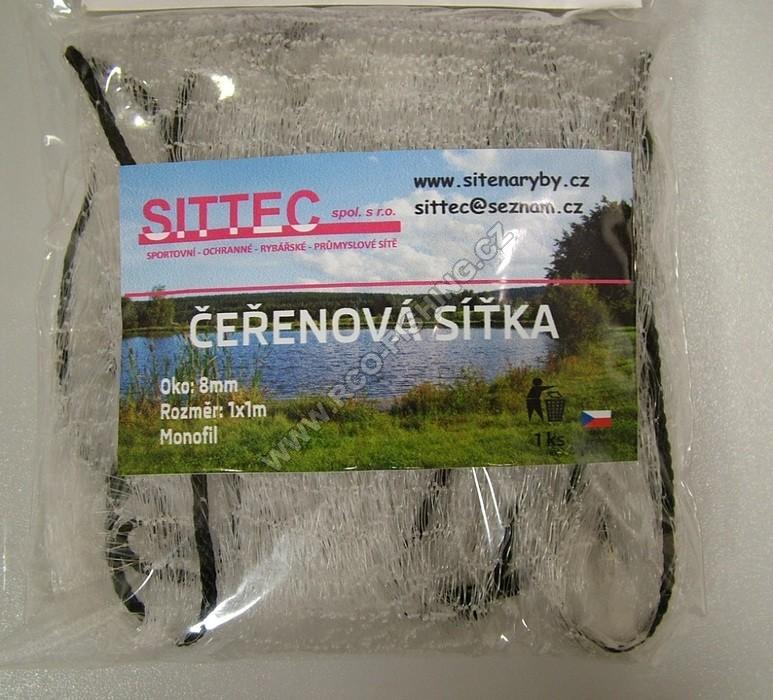 SITTEC spol. s r.o.
SPORTOVNÍ - OCHRANNÉ - RYBÁŘSKÉ - PRŮMYSLOVÉ SÍTĚ
www.sitenaryby.cz
sittec@seznam.cz
ČEŘENOVÁ SÍŤKA
Oko: 8mm
Rozměr: 1x1m
Monofil
1 ks
WWW.RCO-FISHING.CZ